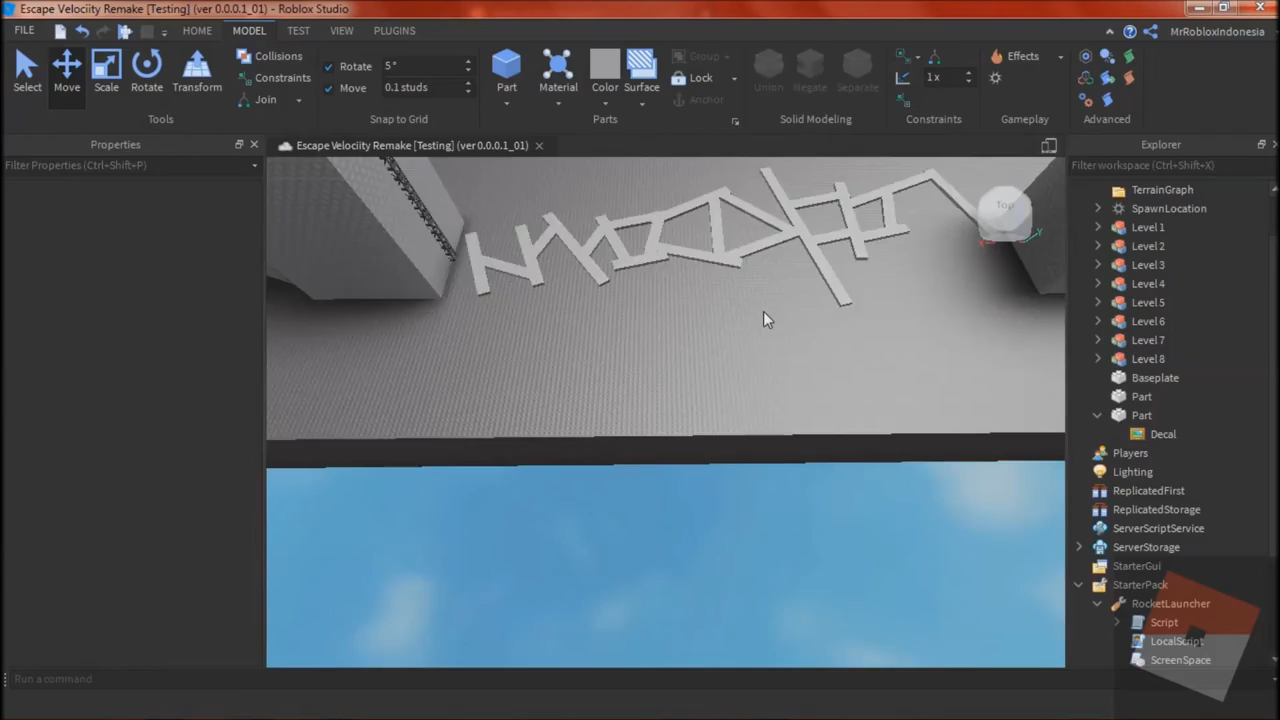 Escape Velociity Remake [Testing] (ver 0.0.0.1_01) - Roblox Studio
FILE HOME MODEL TEST VIEW PLUGINS MrRobloxIndonesia
Select Move Scale Rotate Transform
Collisions
Constraints
Join
Tools
Rotate 5°
Move 0.1 studs
Snap to Grid
Part Material Color Surface
Group
Lock
Anchor
Parts
Union Negate Separate
Solid Modeling
1x
Constraints
Effects
Gameplay
Advanced
Properties
Filter Properties (Ctrl+Shift+P)
Escape Velociity Remake [Testing] (ver 0.0.0.1_01)
Top
Explorer
Filter workspace (Ctrl+Shift+X)
TerrainGraph
SpawnLocation
Level 1
Level 2
Level 3
Level 4
Level 5
Level 6
Level 7
Level 8
Baseplate
Part
Part
Decal
Players
Lighting
ReplicatedFirst
ReplicatedStorage
ServerScriptService
ServerStorage
StarterGui
StarterPack
RocketLauncher
Script
LocalScript
ScreenSpace
Run a command